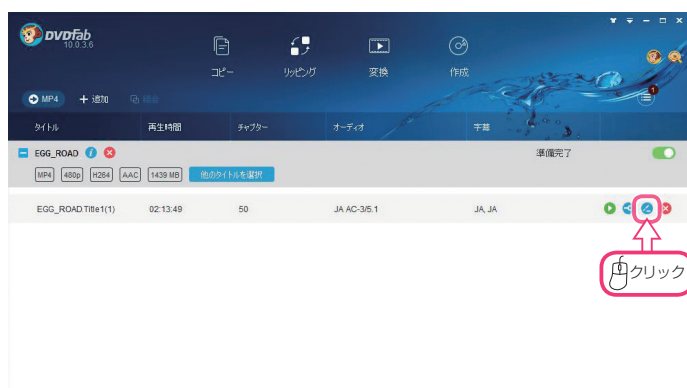 DVDFab
10.0.3.6
コピー リッピング 変換 作成
MP4 + 追加
1
タイトル 再生時間 チャプター オーディオ 字幕
EGG_ROAD 準備完了
MP4 480p H264 AAC 1439 MB 他のタイトルを選択
EGG_ROAD.Title1(1) 02:13:49 50 JA AC-3/5.1 JA, JA
クリック